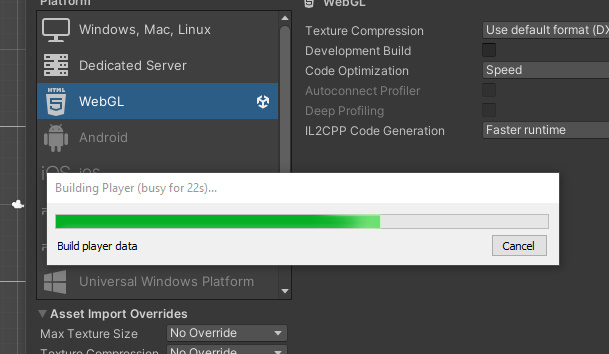 Platform
WebGL
Windows, Mac, Linux
Texture Compression
Use default format (DX
Dedicated Server
Development Build
Code Optimization
Speed
HTML
5
WebGL
Autoconnect Profiler
Deep Profiling
Android
IL2CPP Code Generation
Faster runtime
iOS
iOS
Building Player (busy for 22s)...
Build player data
Cancel
Universal Windows Platform
Asset Import Overrides
Max Texture Size
No Override
Texture Compression
No Override